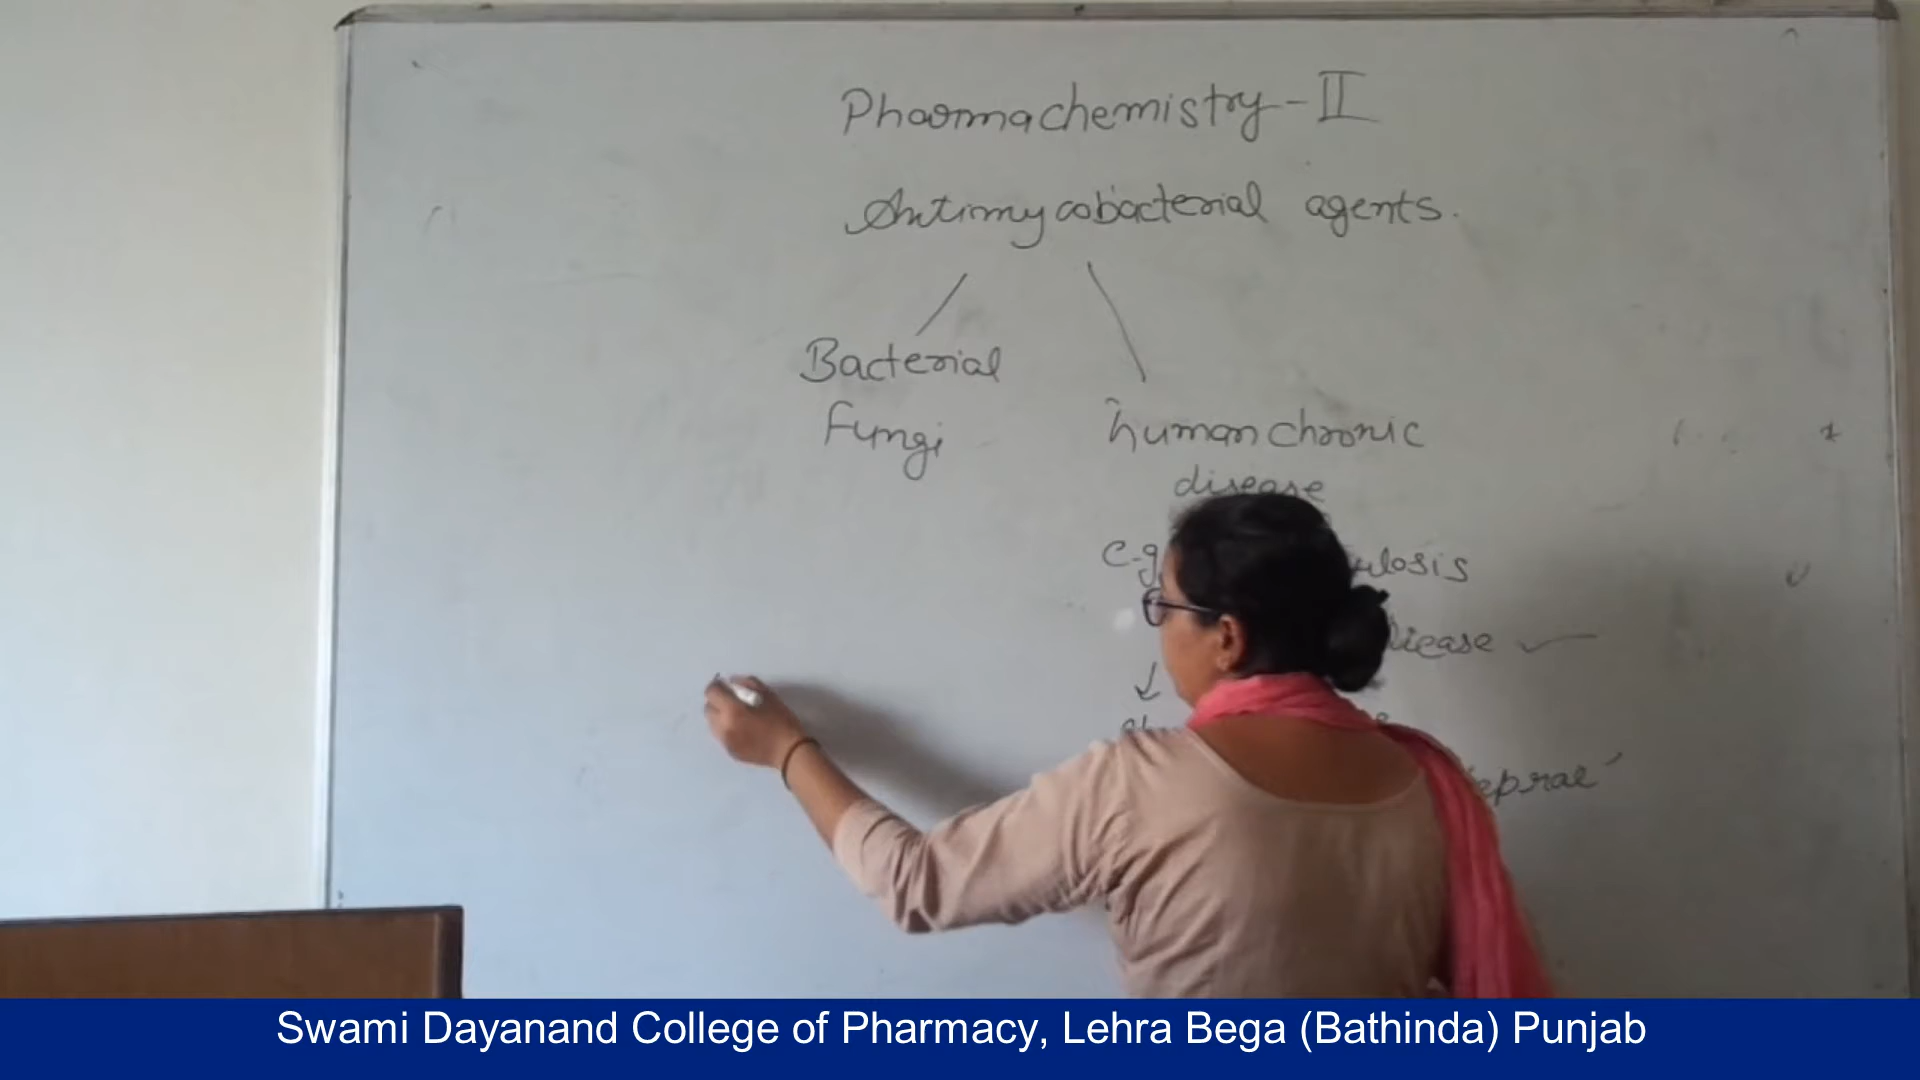 Pharmachemistry-II
Antimycobacterial agents.
Bacterial
Fungi
human chronic
disease
e.g
disease
Swami Dayanand College of Pharmacy, Lehra Bega (Bathinda) Punjab